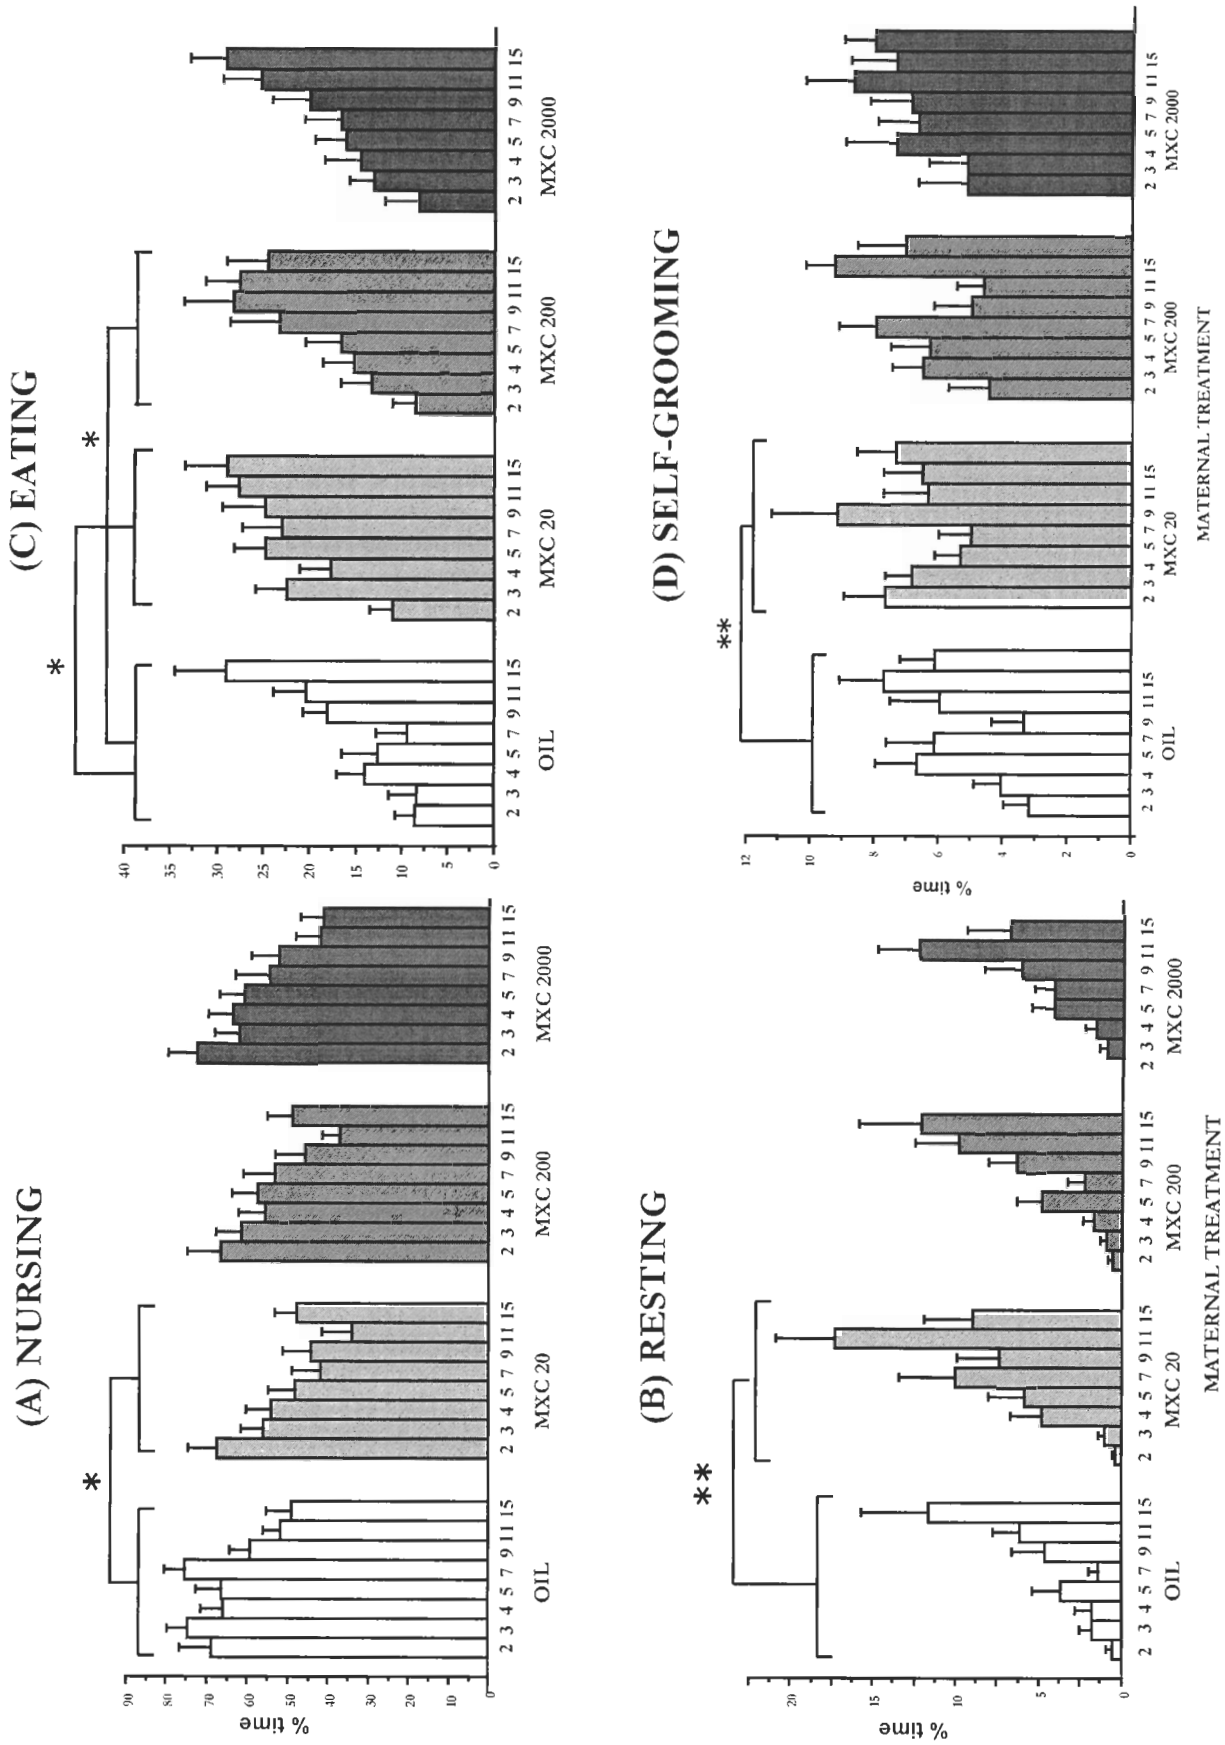 (A) NURSING
*
% time
90
80
70
60
50
40
30
20
10
0
2 3 4 5 7 9 11 15
2 3 4 5 7 9 11 15
2 3 4 5 7 9 11 15
2 3 4 5 7 9 11 15
OIL
MXC 20
MXC 200
MXC 2000
(C) EATING
*
*
40
35
30
25
20
15
10
5
0
2 3 4 5 7 9 11 15
2 3 4 5 7 9 11 15
2 3 4 5 7 9 11 15
2 3 4 5 7 9 11 15
OIL
MXC 20
MXC 200
MXC 2000
(B) RESTING
**
% time
20
15
10
5
0
2 3 4 5 7 9 11 15
2 3 4 5 7 9 11 15
2 3 4 5 7 9 11 15
2 3 4 5 7 9 11 15
OIL
MXC 20
MXC 200
MXC 2000
MATERNAL TREATMENT
(D) SELF-GROOMING
**
% time
12
10
8
6
4
2
0
2 3 4 5 7 9 11 15
2 3 4 5 7 9 11 15
2 3 4 5 7 9 11 15
2 3 4 5 7 9 11 15
OIL
MXC 20
MXC 200
MXC 2000
MATERNAL TREATMENT